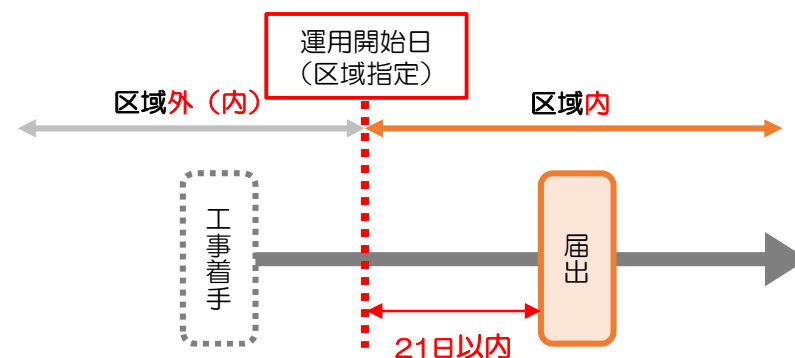 運用開始日
（区域指定）
区域外（内）
区域内
工事着手
届出
21日以内